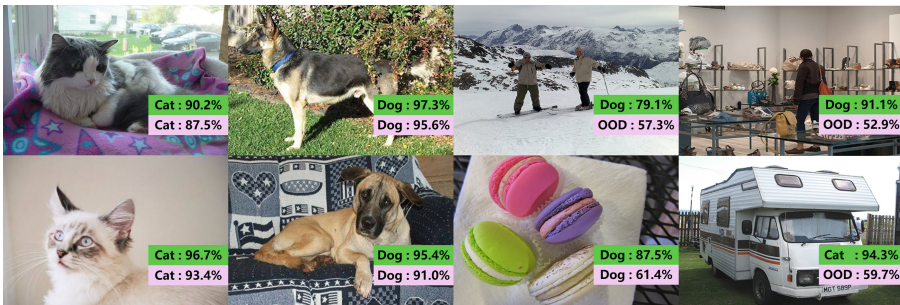 Cat : 90.2%
Cat : 87.5%
Dog : 97.3%
Dog : 95.6%
Dog : 79.1%
OOD : 57.3%
Dog : 91.1%
OOD : 52.9%
Cat : 96.7%
Cat : 93.4%
Dog : 95.4%
Dog : 91.0%
Dog : 87.5%
Dog : 61.4%
Cat : 94.3%
OOD : 59.7%
MGT 589P